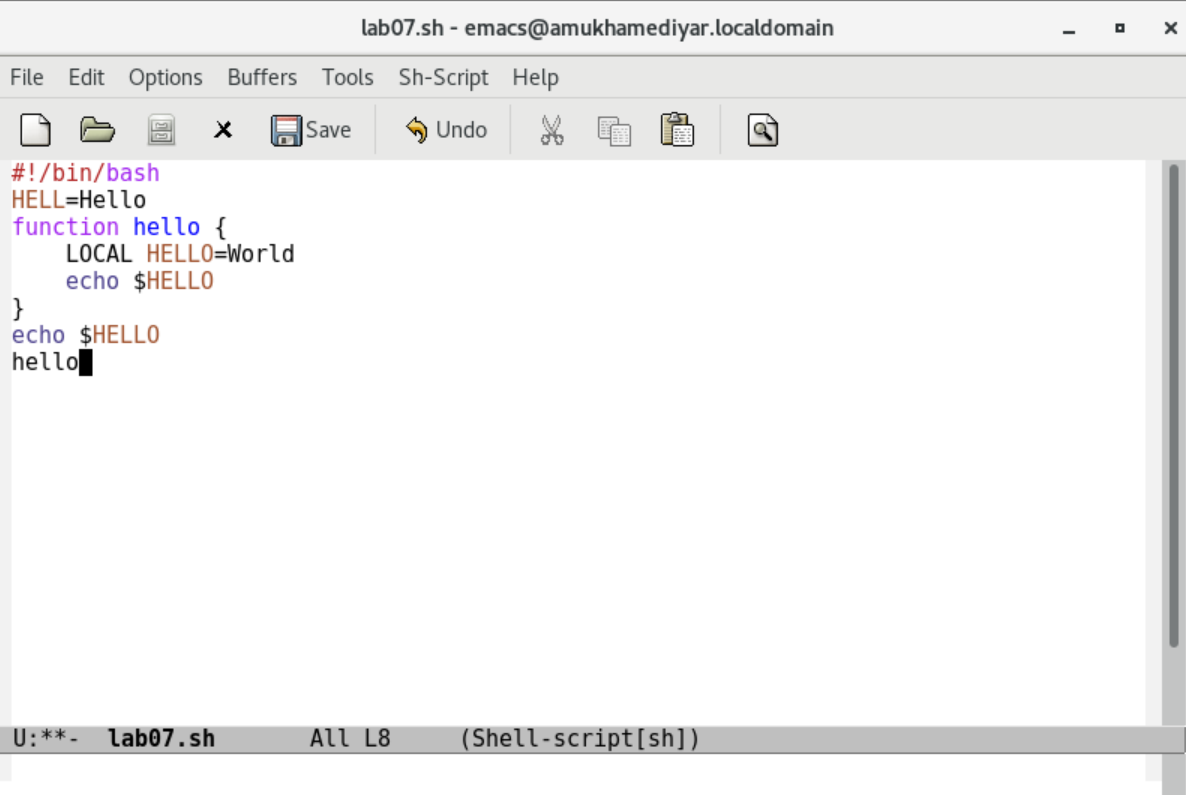 lab07.sh - emacs@amukhamediyar.localdomain
File Edit Options Buffers Tools Sh-Script Help
Save Undo
#!/bin/bash
HELL=Hello
function hello {
    LOCAL HELLO=World
    echo $HELLO
}
echo $HELLO
hello
U:**-  lab07.sh       All L8     (Shell-script[sh])